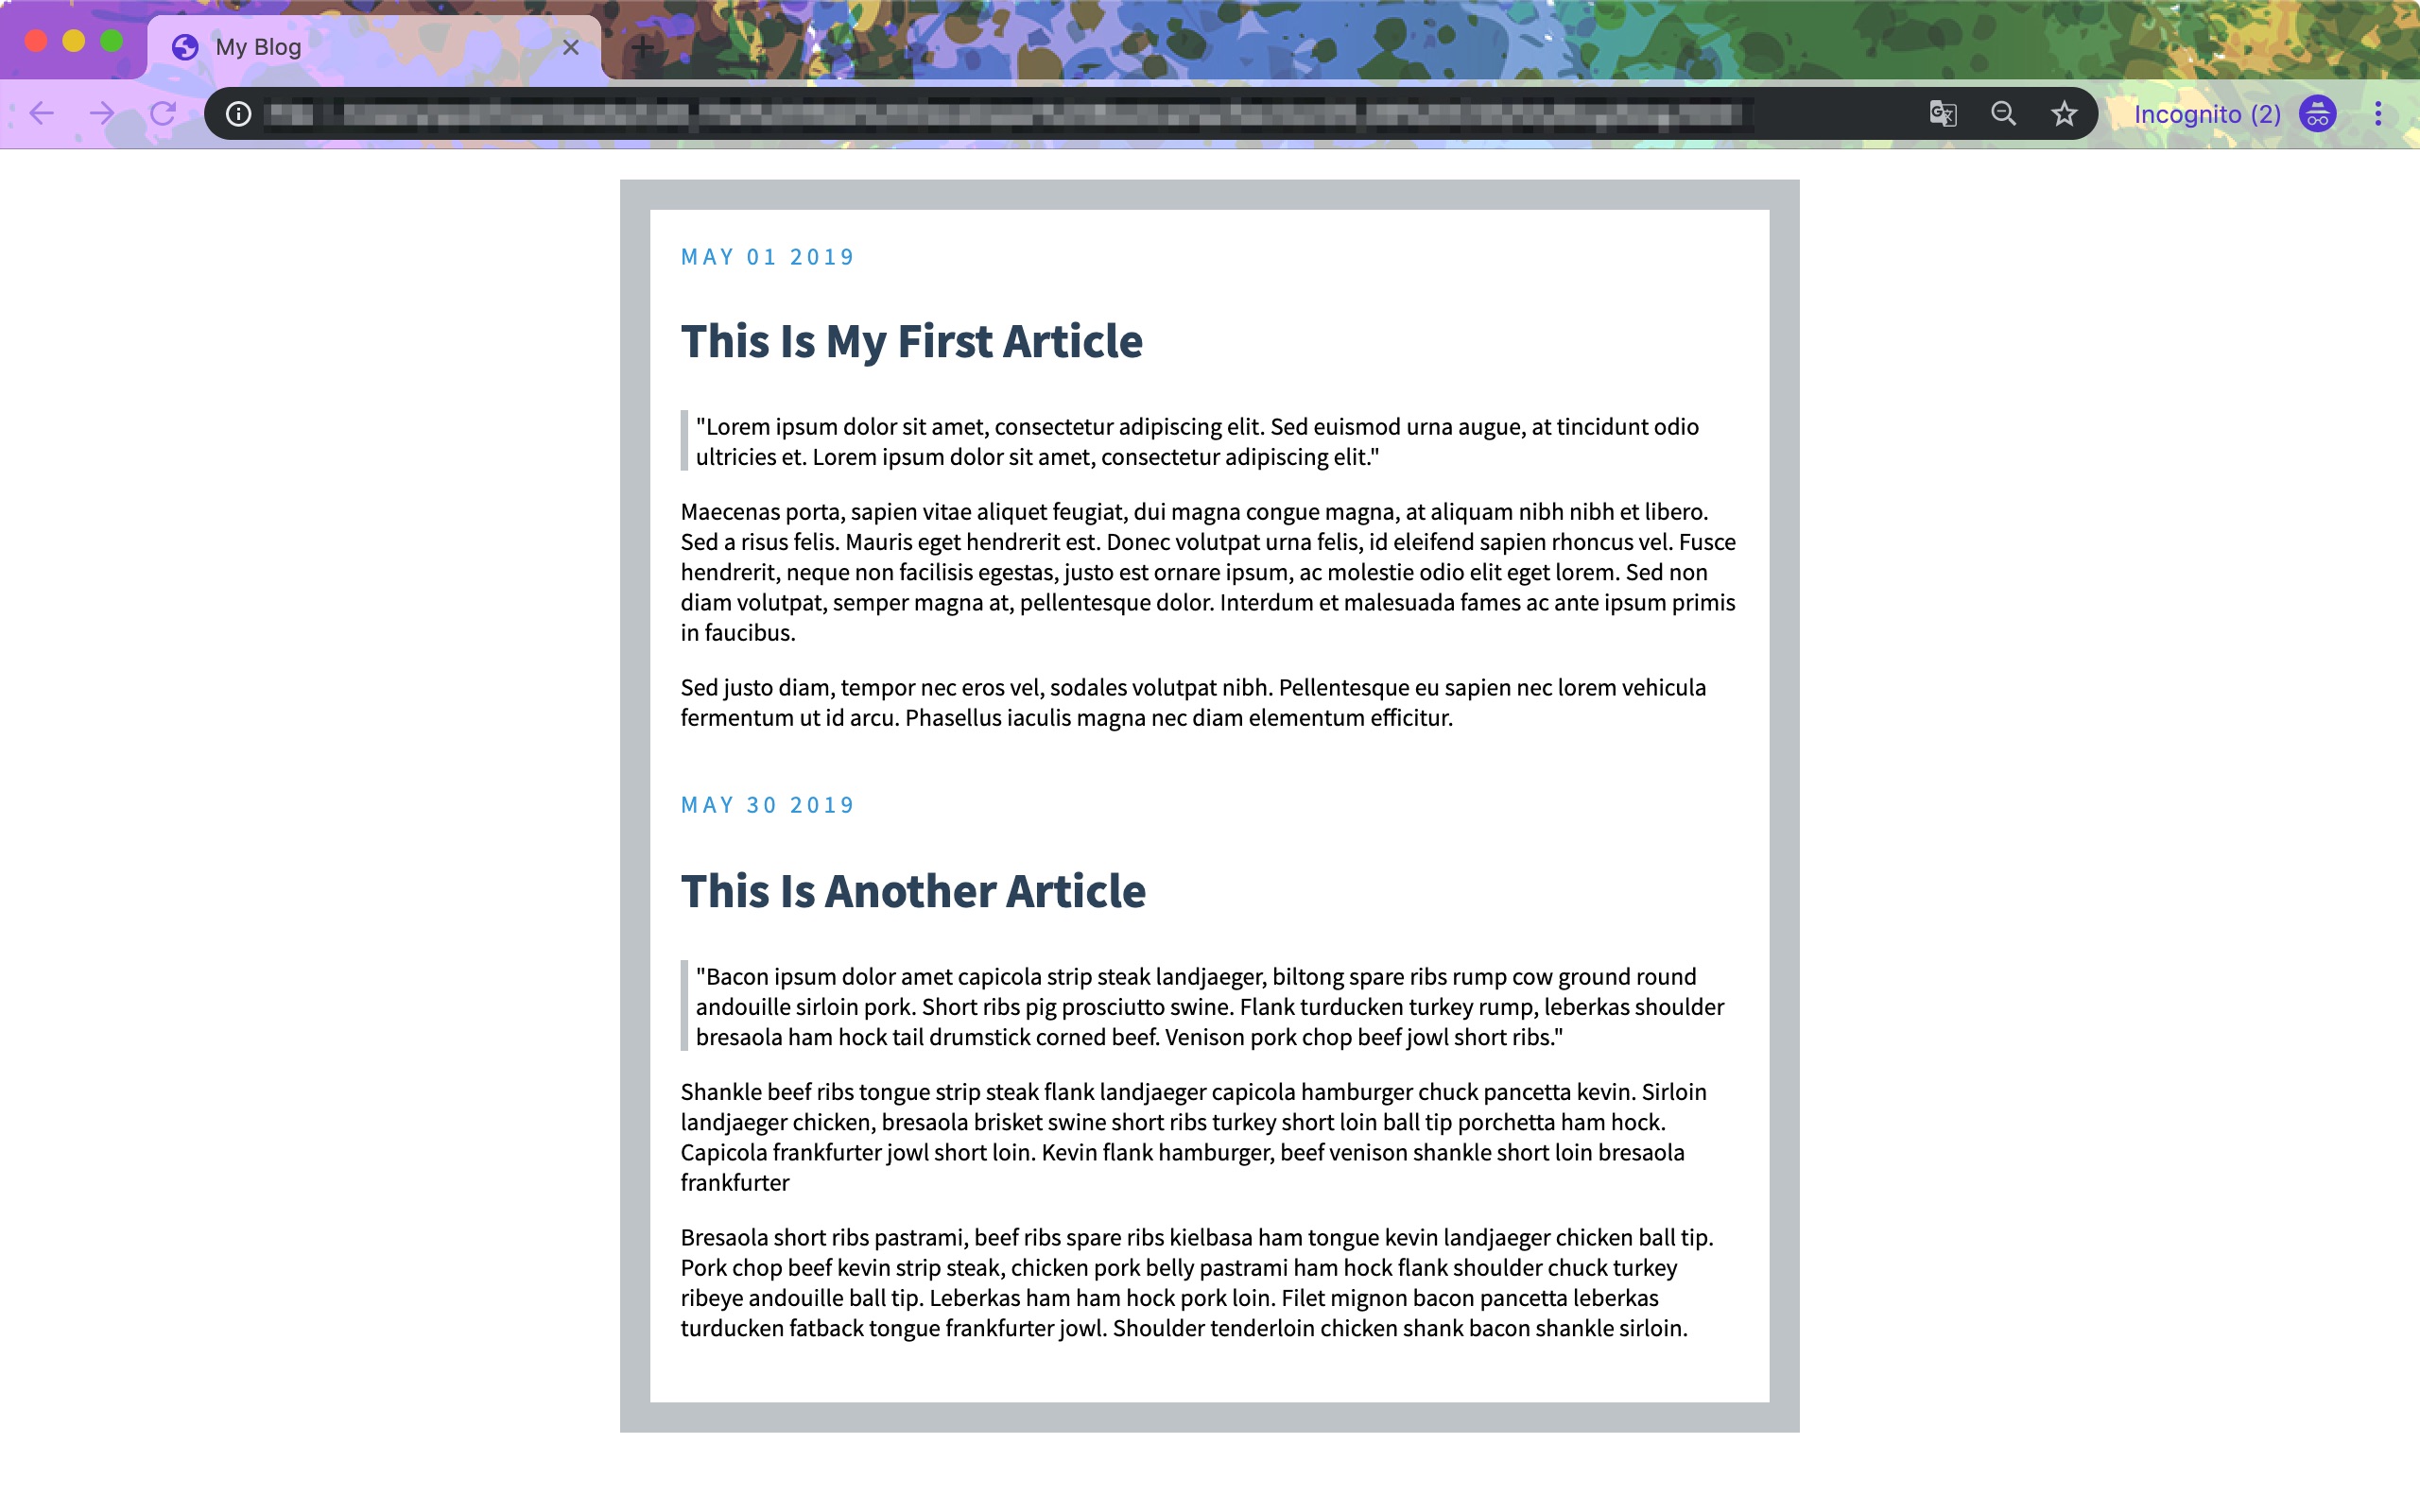 My Blog
Incognito (2)
MAY 01 2019
This Is My First Article
"Lorem ipsum dolor sit amet, consectetur adipiscing elit. Sed euismod urna augue, at tincidunt odio
ultricies et. Lorem ipsum dolor sit amet, consectetur adipiscing elit."
Maecenas porta, sapien vitae aliquet feugiat, dui magna congue magna, at aliquam nibh nibh et libero.
Sed a risus felis. Mauris eget hendrerit est. Donec volutpat urna felis, id eleifend sapien rhoncus vel. Fusce
hendrerit, neque non facilisis egestas, justo est ornare ipsum, ac molestie odio elit eget lorem. Sed non
diam volutpat, semper magna at, pellentesque dolor. Interdum et malesuada fames ac ante ipsum primis
in faucibus.
Sed justo diam, tempor nec eros vel, sodales volutpat nibh. Pellentesque eu sapien nec lorem vehicula
fermentum ut id arcu. Phasellus iaculis magna nec diam elementum efficitur.
MAY 30 2019
This Is Another Article
"Bacon ipsum dolor amet capicola strip steak landjaeger, biltong spare ribs rump cow ground round
andouille sirloin pork. Short ribs pig prosciutto swine. Flank turducken turkey rump, leberkas shoulder
bresaola ham hock tail drumstick corned beef. Venison pork chop beef jowl short ribs."
Shankle beef ribs tongue strip steak flank landjaeger capicola hamburger chuck pancetta kevin. Sirloin
landjaeger chicken, bresaola brisket swine short ribs turkey short loin ball tip porchetta ham hock.
Capicola frankfurter jowl short loin. Kevin flank hamburger, beef venison shankle short loin bresaola
frankfurter
Bresaola short ribs pastrami, beef ribs spare ribs kielbasa ham tongue kevin landjaeger chicken ball tip.
Pork chop beef kevin strip steak, chicken pork belly pastrami ham hock flank shoulder chuck turkey
ribeye andouille ball tip. Leberkas ham ham hock pork loin. Filet mignon bacon pancetta leberkas
turducken fatback tongue frankfurter jowl. Shoulder tenderloin chicken shank bacon shankle sirloin.